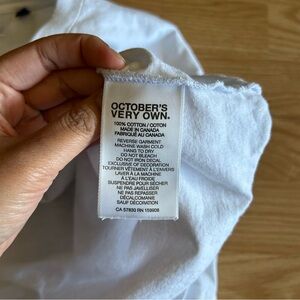 OCTOBER'S
VERY OWN.
100% COTTON / COTON
MADE IN CANADA
FABRIQUÉ AU CANADA
REVERSE GARMENT
MACHINE WASH COLD
HANG TO DRY
DO NOT BLEACH
DO NOT IRON DECAL
EXCLUSIVE OF DECORATION
TOURNER VÊTEMENT À L'ENVERS
LAVER À LA MACHINE
À L'EAU FROIDE
SUSPENDRE POUR SÉCHER
NE PAS JAVELLISER
NE PAS REPASSER
DÉCALCOMANIE
SAUF DÉCORATION
CA 57830 RN 159808